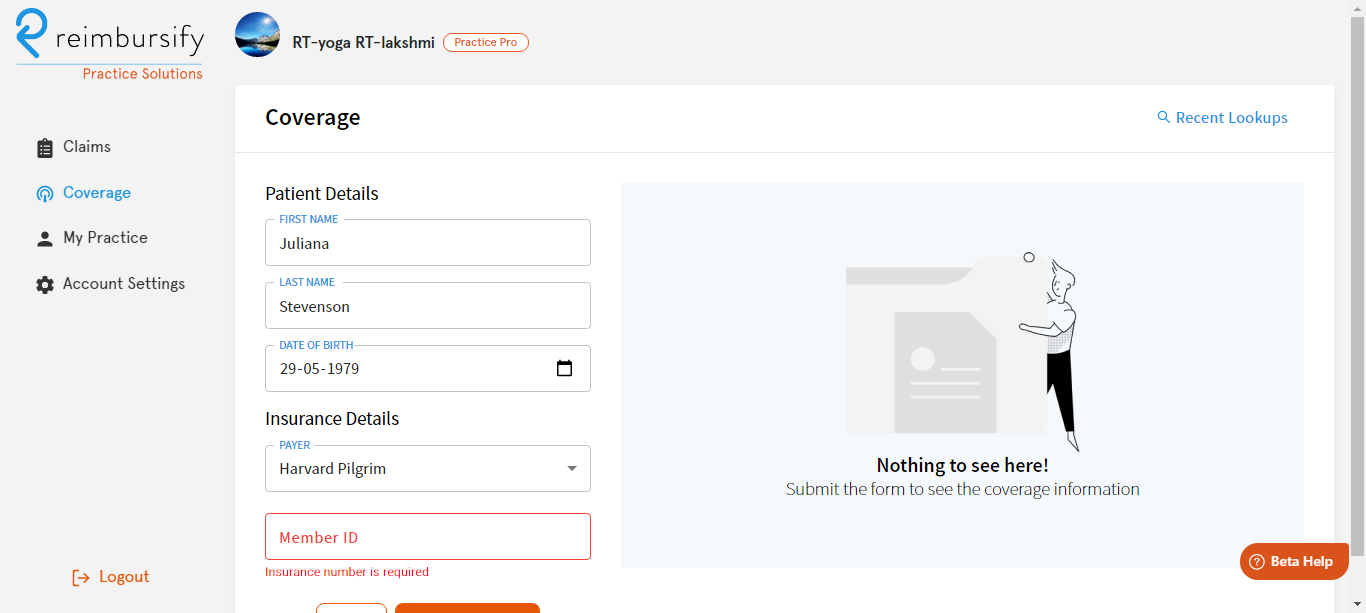 reimbursify
Practice Solutions
RT-yoga RT-lakshmi
Practice Pro
Claims
Coverage
My Practice
Account Settings
Logout
Coverage
Recent Lookups
Patient Details
FIRST NAME
Juliana
LAST NAME
Stevenson
DATE OF BIRTH
29-05-1979
Insurance Details
PAYER
Harvard Pilgrim
Member ID
Insurance number is required
Nothing to see here!
Submit the form to see the coverage information
? Beta Help